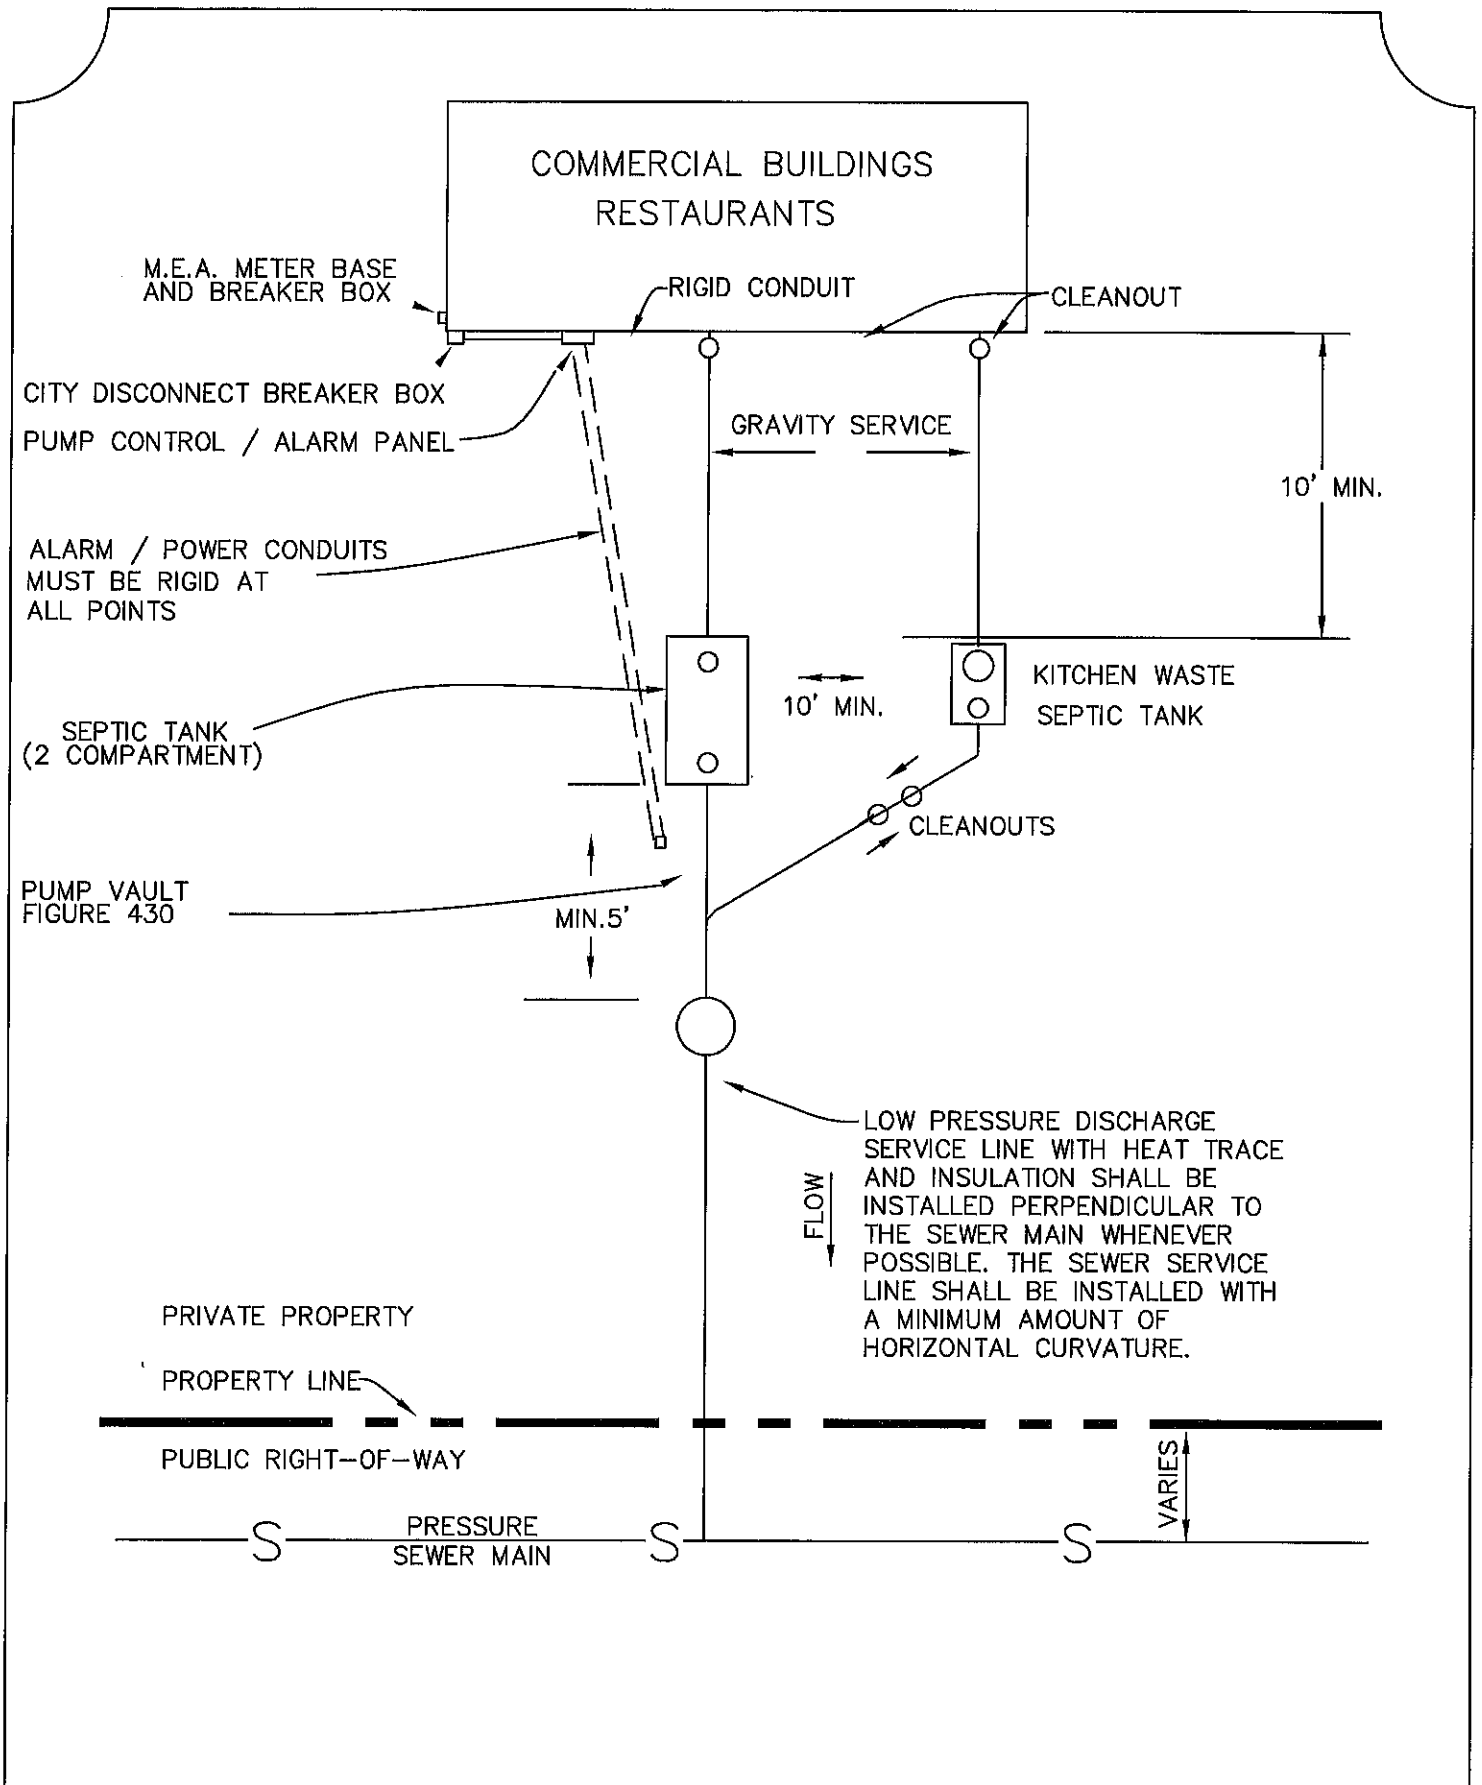 COMMERCIAL BUILDINGS
RESTAURANTS
M.E.A. METER BASE
AND BREAKER BOX
RIGID CONDUIT
CLEANOUT
CITY DISCONNECT BREAKER BOX
PUMP CONTROL / ALARM PANEL
GRAVITY SERVICE
10' MIN.
ALARM / POWER CONDUITS
MUST BE RIGID AT
ALL POINTS
KITCHEN WASTE
SEPTIC TANK
10' MIN.
SEPTIC TANK
(2 COMPARTMENT)
CLEANOUTS
PUMP VAULT
FIGURE 430
MIN.5'
LOW PRESSURE DISCHARGE
SERVICE LINE WITH HEAT TRACE
AND INSULATION SHALL BE
INSTALLED PERPENDICULAR TO
THE SEWER MAIN WHENEVER
POSSIBLE. THE SEWER SERVICE
LINE SHALL BE INSTALLED WITH
A MINIMUM AMOUNT OF
HORIZONTAL CURVATURE.
FLOW
PRIVATE PROPERTY
PROPERTY LINE
PUBLIC RIGHT-OF-WAY
VARIES
S PRESSURE S S
SEWER MAIN